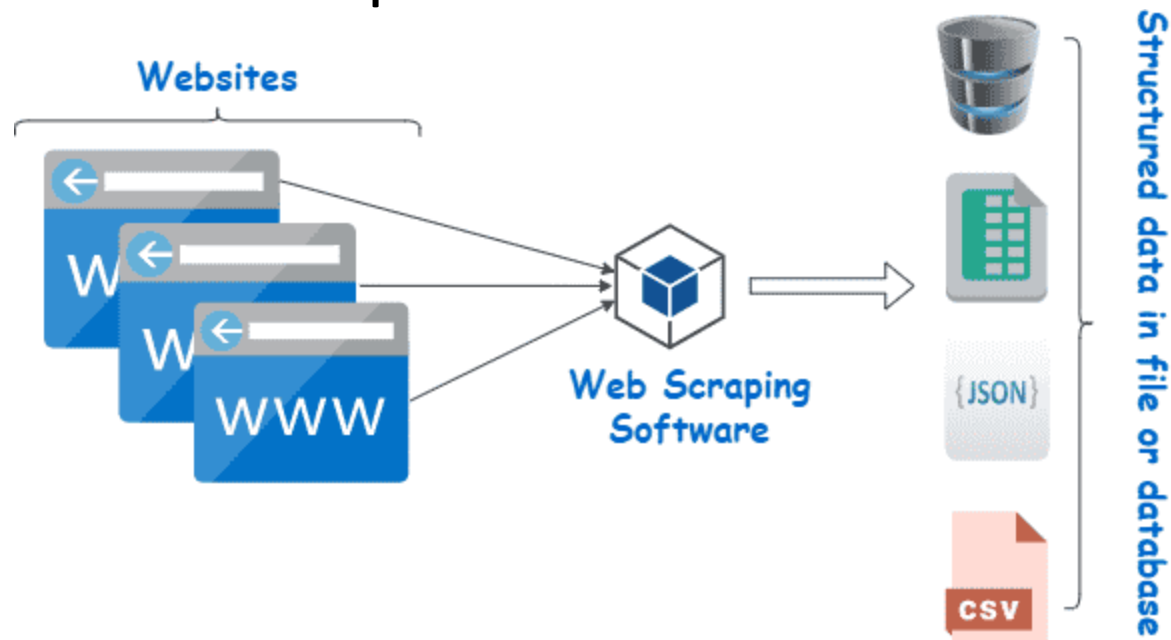 Websites
W
W
WWW
Web Scraping
Software
{JSON}
CSV
Structured data in file or database